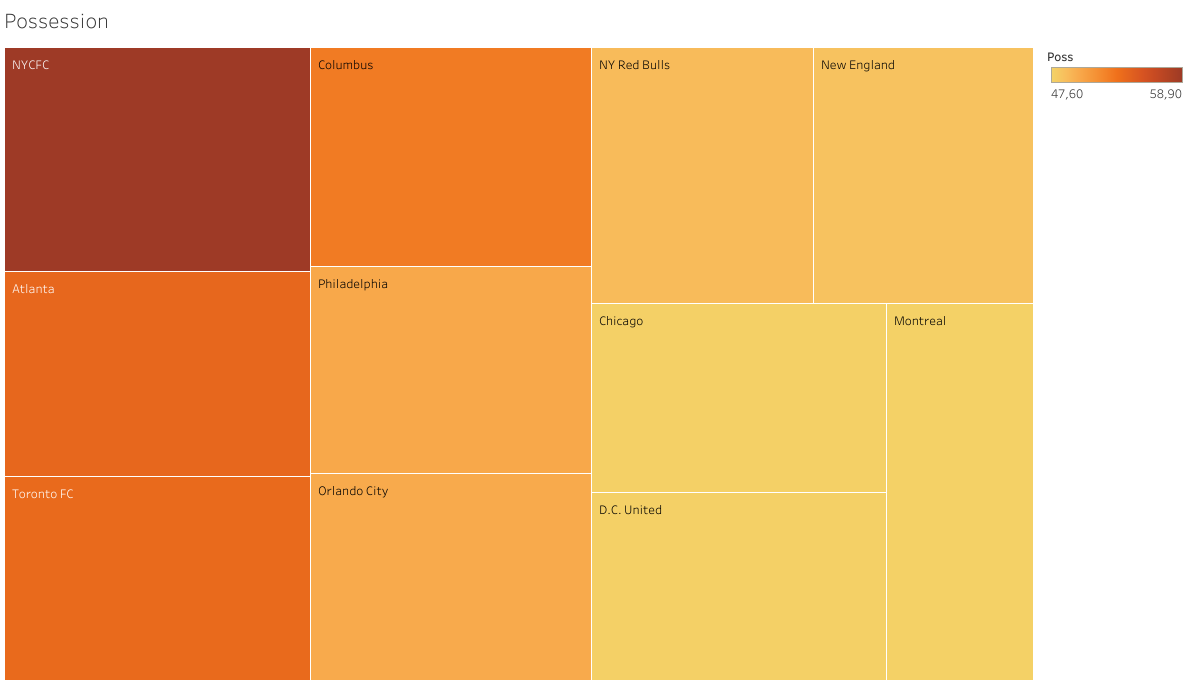 Possession
NYCFC
Columbus
NY Red Bulls
New England
Poss
47,60
58,90
Atlanta
Philadelphia
Chicago
Montreal
Toronto FC
Orlando City
D.C. United